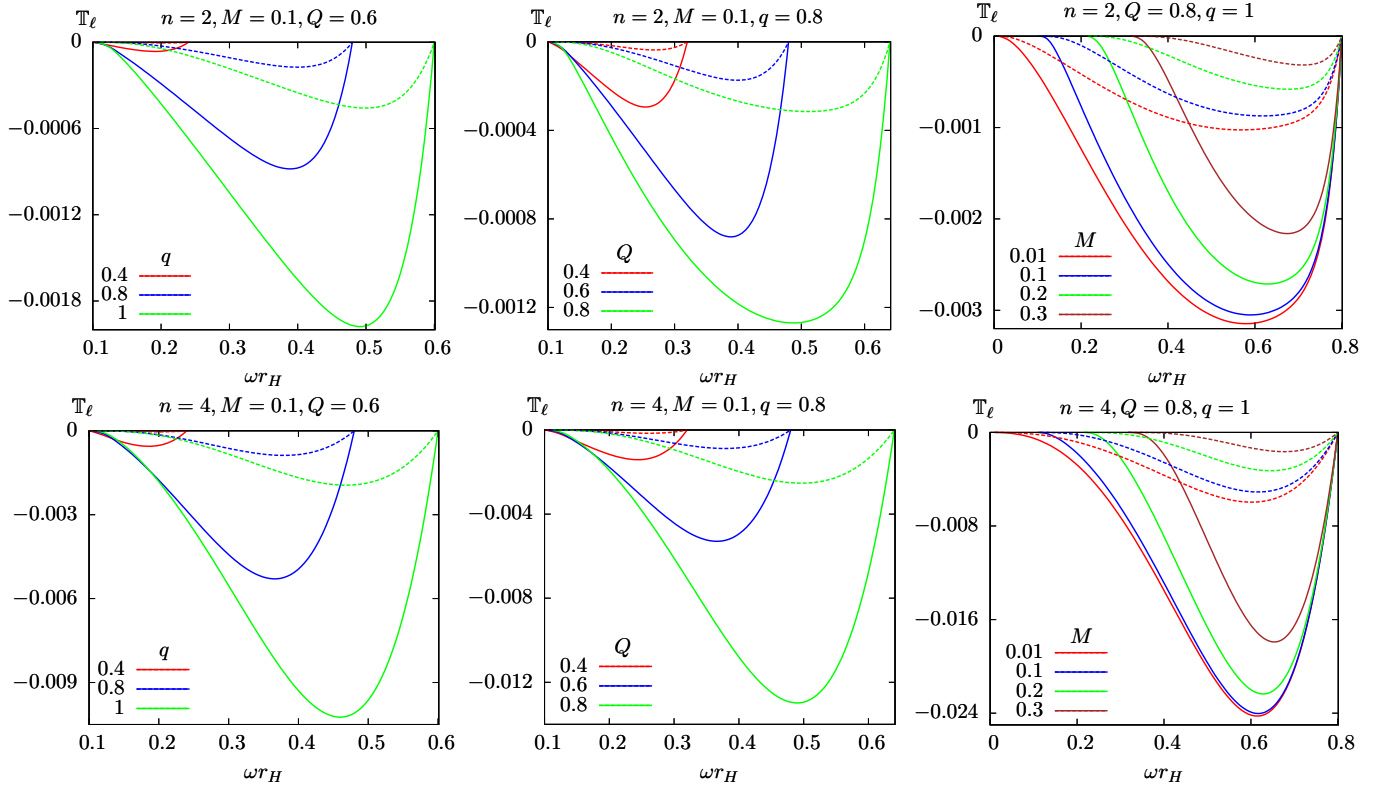 𝕋ℓ n = 2, M = 0.1, Q = 0.6
0
−0.0006
−0.0012
−0.0018
q
0.4
0.8
1
0.1 0.2 0.3 0.4 0.5 0.6
ωr_H
𝕋ℓ n = 2, M = 0.1, q = 0.8
0
−0.0004
−0.0008
−0.0012
Q
0.4
0.6
0.8
0.1 0.2 0.3 0.4 0.5 0.6
ωr_H
𝕋ℓ n = 2, Q = 0.8, q = 1
0
−0.001
−0.002
−0.003
M
0.01
0.1
0.2
0.3
0 0.2 0.4 0.6 0.8
ωr_H
𝕋ℓ n = 4, M = 0.1, Q = 0.6
0
−0.003
−0.006
−0.009
q
0.4
0.8
1
0.1 0.2 0.3 0.4 0.5 0.6
ωr_H
𝕋ℓ n = 4, M = 0.1, q = 0.8
0
−0.004
−0.008
−0.012
Q
0.4
0.6
0.8
0.1 0.2 0.3 0.4 0.5 0.6
ωr_H
𝕋ℓ n = 4, Q = 0.8, q = 1
0
−0.008
−0.016
−0.024
M
0.01
0.1
0.2
0.3
0 0.2 0.4 0.6 0.8
ωr_H